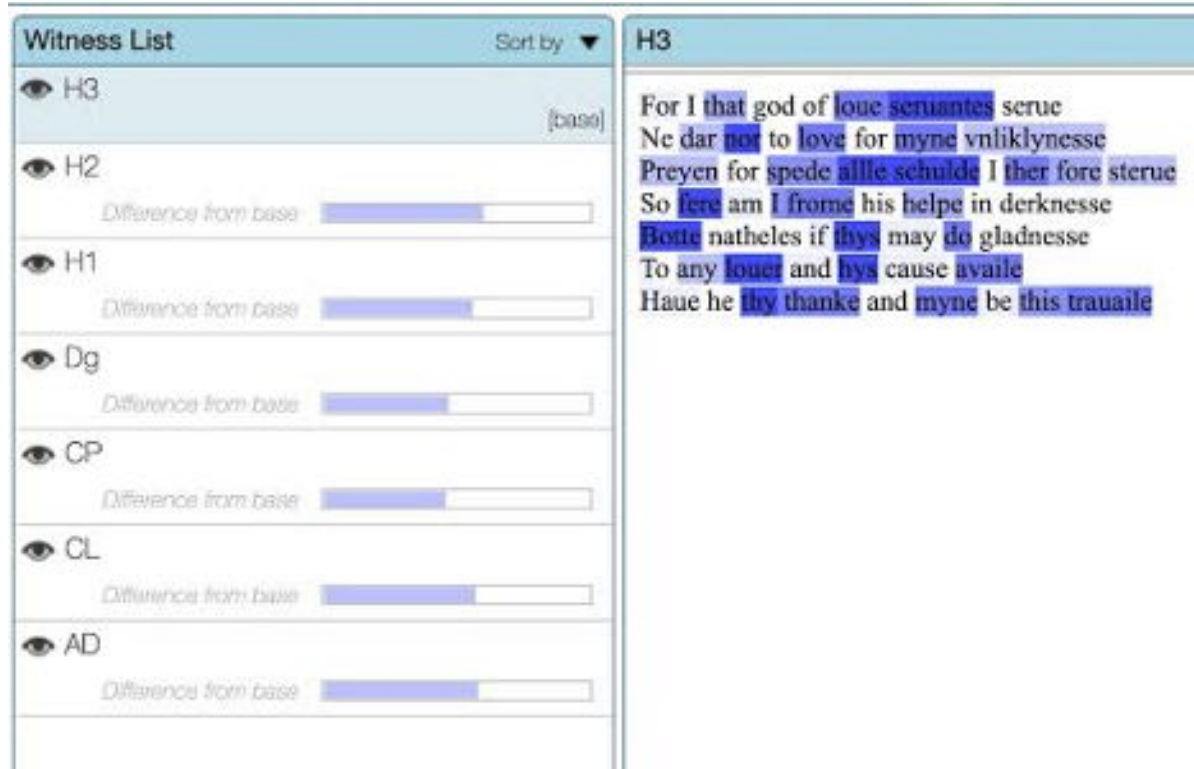 Witness List
Sort by ▼
H3
[base]
H2
Difference from base
H1
Difference from base
Dg
Difference from base
CP
Difference from base
CL
Difference from base
AD
Difference from base
H3
For I that god of loue seruantes serue
Ne dar nor to love for myne vnliklynesse
Preyen for spede allle schulde I ther fore sterue
So fere am I frome his helpe in derknesse
Botte natheles if thys may do gladnesse
To any louer and hys cause availe
Haue he thy thanke and myne be this trauaile